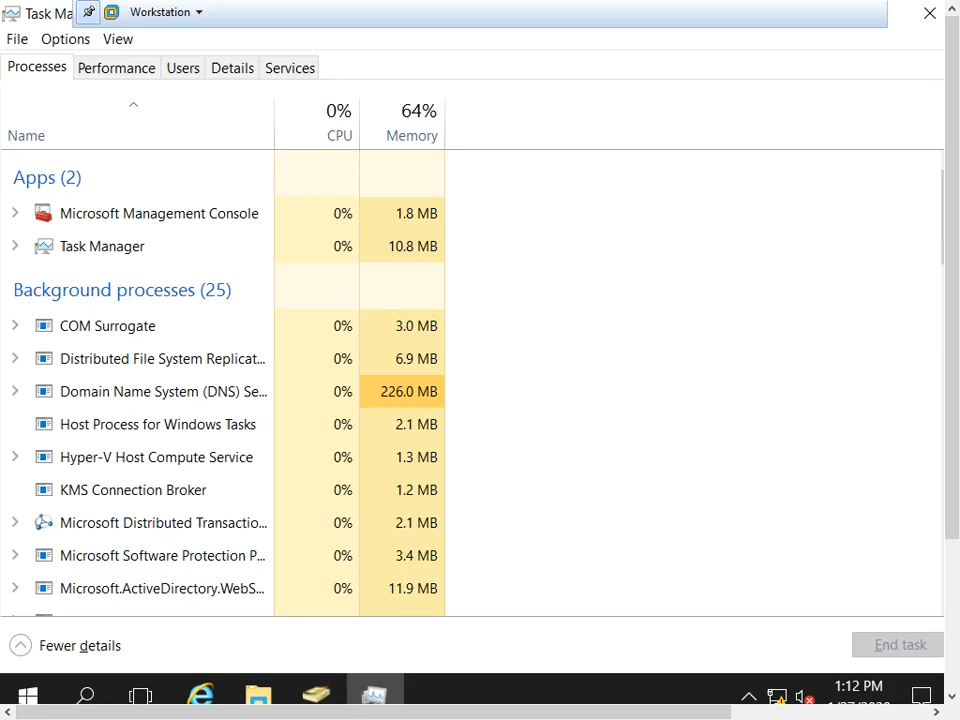 Task Ma
Workstation
File Options View
Processes Performance Users Details Services
0% 64%
Name CPU Memory
Apps (2)
Microsoft Management Console 0% 1.8 MB
Task Manager 0% 10.8 MB
Background processes (25)
COM Surrogate 0% 3.0 MB
Distributed File System Replicat... 0% 6.9 MB
Domain Name System (DNS) Se... 0% 226.0 MB
Host Process for Windows Tasks 0% 2.1 MB
Hyper-V Host Compute Service 0% 1.3 MB
KMS Connection Broker 0% 1.2 MB
Microsoft Distributed Transactio... 0% 2.1 MB
Microsoft Software Protection P... 0% 3.4 MB
Microsoft.ActiveDirectory.WebS... 0% 11.9 MB
Fewer details End task
1:12 PM